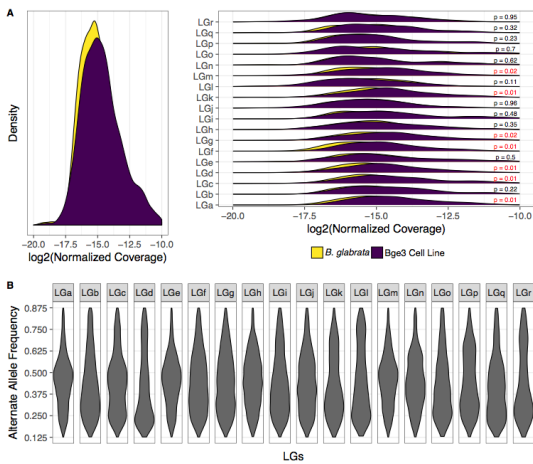 A
Density
-20.0 -17.5 -15.0 -12.5 -10.0
log2(Normalized Coverage)
LGr p = 0.95
LGq p = 0.32
LGp p = 0.23
LGo p = 0.7
LGn p = 0.62
LGm p = 0.02
LGl p = 0.11
LGk p = 0.01
LGj p = 0.96
LGi p = 0.48
LGh p = 0.35
LGg p = 0.02
LGf p = 0.01
LGe p = 0.5
LGd p = 0.01
LGc p = 0.01
LGb p = 0.22
LGa p = 0.01
-20.0 -17.5 -15.0 -12.5 -10.0
log2(Normalized Coverage)
B. glabrata Bge3 Cell Line
B
LGa LGb LGc LGd LGe LGf LGg LGh LGi LGj LGk LGl LGm LGn LGo LGp LGq LGr
Alternate Allele Frequency
0.875
0.750
0.625
0.500
0.375
0.250
0.125
LGs